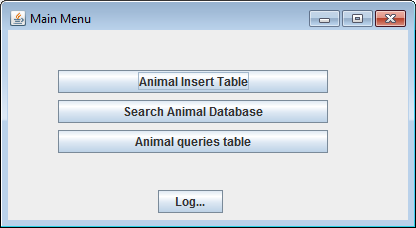 Main Menu
Animal Insert Table
Search Animal Database
Animal queries table
Log...